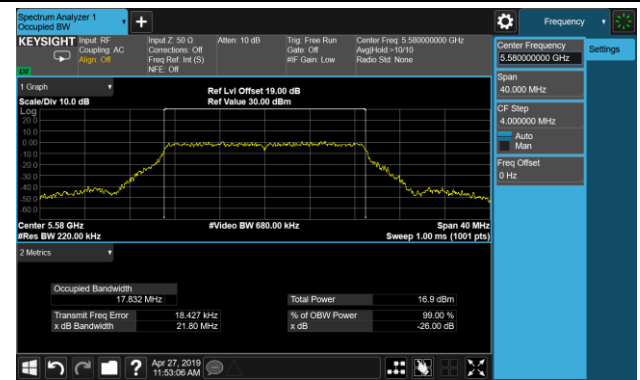 Spectrum Analyzer 1
Occupied BW
Frequency
KEYSIGHT
Input: RF
Coupling: AC
Align: Off
Input Z: 50 Ω
Corrections: Off
Freq Ref: Int (S)
NFE: Off
Atten: 10 dB
Trig: Free Run
Gate: Off
#IF Gain: Low
Center Freq: 5.580000000 GHz
Avg|Hold:>10/10
Radio Std: None
Center Frequency
5.580000000 GHz
Settings
Span
40.000 MHz
CF Step
4.000000 MHz
Auto
Man
Freq Offset
0 Hz
1 Graph
Scale/Div 10.0 dB
Ref Lvl Offset 19.00 dB
Ref Value 30.00 dBm
Log
20.0
10.0
0.00
-10.0
-20.0
-30.0
-40.0
-50.0
-60.0
Center 5.58 GHz
#Res BW 220.00 kHz
#Video BW 680.00 kHz
Span 40 MHz
Sweep 1.00 ms (1001 pts)
2 Metrics
Occupied Bandwidth
17.832 MHz
Total Power
16.9 dBm
Transmit Freq Error
18.427 kHz
% of OBW Power
99.00 %
x dB Bandwidth
21.80 MHz
x dB
-26.00 dB
?
Apr 27, 2019
11:53:06 AM